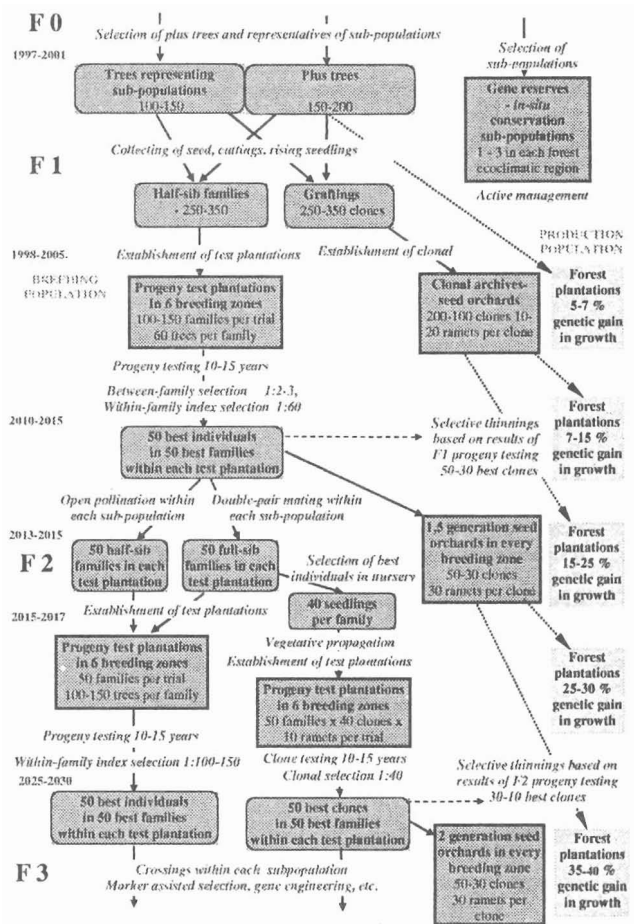 F 0
1997-2001
Selection of plus trees and representatives of sub-populations
Trees representing
sub-populations
100-150
Plus trees
150-200
Selection of
sub-populations
Gene reserves
- in-situ
conservation
sub-populations
1 - 3 in each forest
ecoclimatic region
Active management
Collecting of seed, cuttings, rising seedlings
F 1
Half-sib families
- 250-350
Graftings
250-350 clones
1998-2005.
BREEDING
POPULATION
Establishment of test plantations
Establishment of clonal
PRODUCTION
POPULATION
Progeny test plantations
in 6 breeding zones
100-150 families per trial
60 trees per family
Clonal archives-
seed orchards
200-100 clones 10-
20 ramets per clone
Forest
plantations
5-7 %
genetic gain
in growth
Progeny testing 10-15 years
Between-family selection 1:2-3,
Within-family index selection 1:60
2010-2015
50 best individuals
in 50 best families
within each test plantation
Selective thinnings
based on results of
F1 progeny testing
50-30 best clones
Forest
plantations
7-15 %
genetic gain
in growth
Open pollination within
each sub-population
Double-pair mating within
each sub-population
2013-2015
F 2
50 half-sib
families in each
test plantation
50 full-sib
families in each
test plantation
Selection of best
individuals in nursery
1,5 generation seed
orchards in every
breeding zone
50-30 clones
30 ramets per clone
Forest
plantations
15-25 %
genetic gain
in growth
2015-2017
Establishment of test plantations
40 seedlings
per family
Vegetative propagation
Establishment of test plantations
Progeny test plantations
in 6 breeding zones
50 families per trial
100-150 trees per family
Progeny test plantations
in 6 breeding zones
50 families x 40 clones x
10 ramets per trial
Forest
plantations
25-30 %
genetic gain
in growth
Progeny testing 10-15 years
Within-family index selection 1:100-150
Clone testing 10-15 years
Clonal selection 1:40
2025-2030
Selective thinnings based on
results of F2 progeny testing
30-10 best clones
50 best individuals
in 50 best families
within each test plantation
50 best clones
in 50 best families
within each test plantation
2 generation seed
orchards in every
breeding zone
50-30 clones
30 ramets per
clone
Forest
plantations
35-40 %
genetic gain
in growth
F 3
Crossings within each subpopulation
Marker assisted selection, gene engineering, etc.